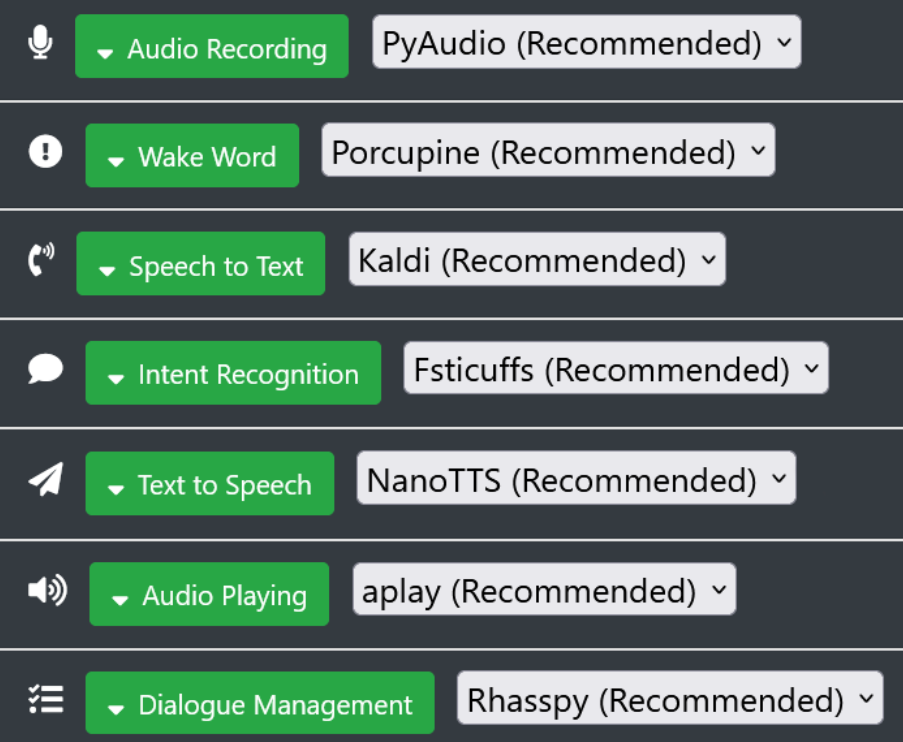 Audio Recording PyAudio (Recommended)
Wake Word Porcupine (Recommended)
Speech to Text Kaldi (Recommended)
Intent Recognition Fsticuffs (Recommended)
Text to Speech NanoTTS (Recommended)
Audio Playing aplay (Recommended)
Dialogue Management Rhasspy (Recommended)